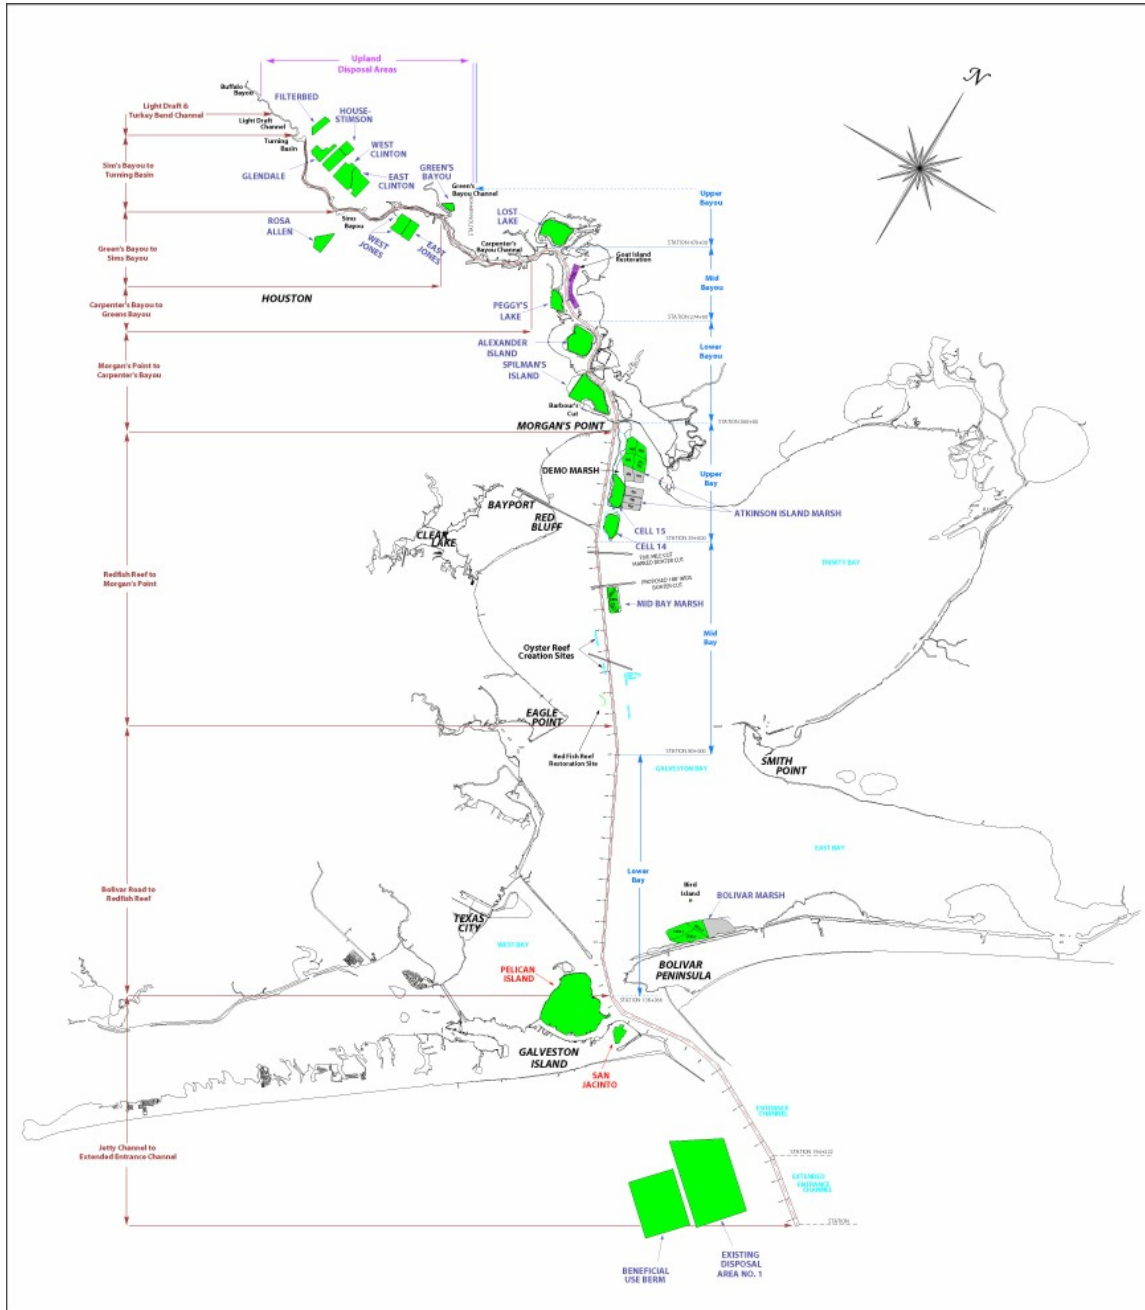 N
Upland
Disposal Areas
Buffalo
Bayou
FILTERBED
Light Draft &
Turkey Bend Channel
HOUSE-
STIMSON
Light Draft
Channel
Turning
Basin
WEST
CLINTON
Sim's Bayou to
Turning Basin
GLENDALE
EAST
CLINTON
GREEN'S
BAYOU
Green's
Bayou Channel
Upper
Bayou
LOST
LAKE
ROSA
ALLEN
Sims
Bayou
WEST
JONES
EAST
JONES
Carpenter's
Bayou Channel
Green's Bayou to
Sims Bayou
Goat Island
Restoration
Mid
Bayou
HOUSTON
Carpenter's Bayou to
Greens Bayou
PEGGY'S
LAKE
ALEXANDER
ISLAND
Lower
Bayou
Morgan's Point to
Carpenter's Bayou
SPILMAN'S
ISLAND
Barbour's
Cut
MORGAN'S POINT
DEMO MARSH
Upper
Bay
BAYPORT
RED
BLUFF
ATKINSON ISLAND MARSH
CLEAR
LAKE
CELL 15
CELL 14
TRINITY BAY
Redfish Reef to
Morgan's Point
MID BAY MARSH
Mid
Bay
Oyster Reef
Creation Sites
EAGLE
POINT
Red Fish Reef
Restoration Site
SMITH
POINT
GALVESTON BAY
EAST BAY
Lower
Bay
Bolivar Road to
Redfish Reef
Bird
Island
BOLIVAR MARSH
TEXAS
CITY
WEST BAY
PELICAN
ISLAND
BOLIVAR
PENINSULA
GALVESTON
ISLAND
SAN
JACINTO
ENTRANCE
CHANNEL
Jetty Channel to
Extended Entrance Channel
EXTENDED
ENTRANCE
CHANNEL
STATION
BENEFICIAL
USE BERM
EXISTING
DISPOSAL
AREA NO. 1